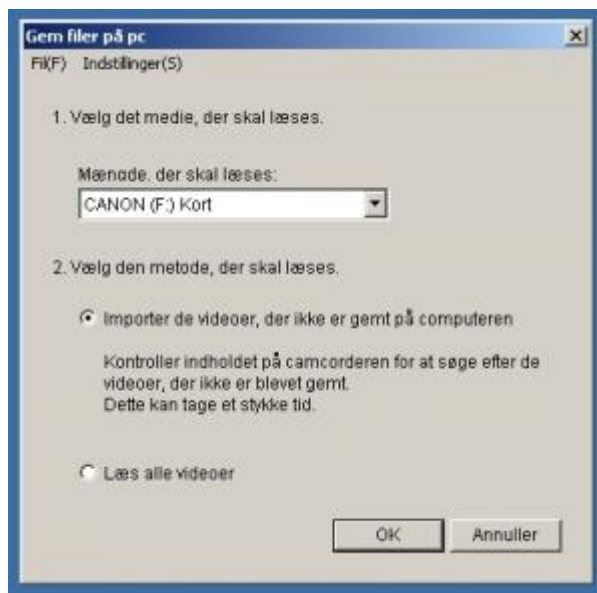 Gem filer på pc
Fil(F) Indstillinger(S)
1. Vælg det medie, der skal læses.
Mængde, der skal læses:
CANON (F:) Kort
2. Vælg den metode, der skal læses.
Importer de videoer, der ikke er gemt på computeren
Kontroller indholdet på camcorderen for at søge efter de
videoer, der ikke er blevet gemt.
Dette kan tage et stykke tid.
Læs alle videoer
OK Annuller